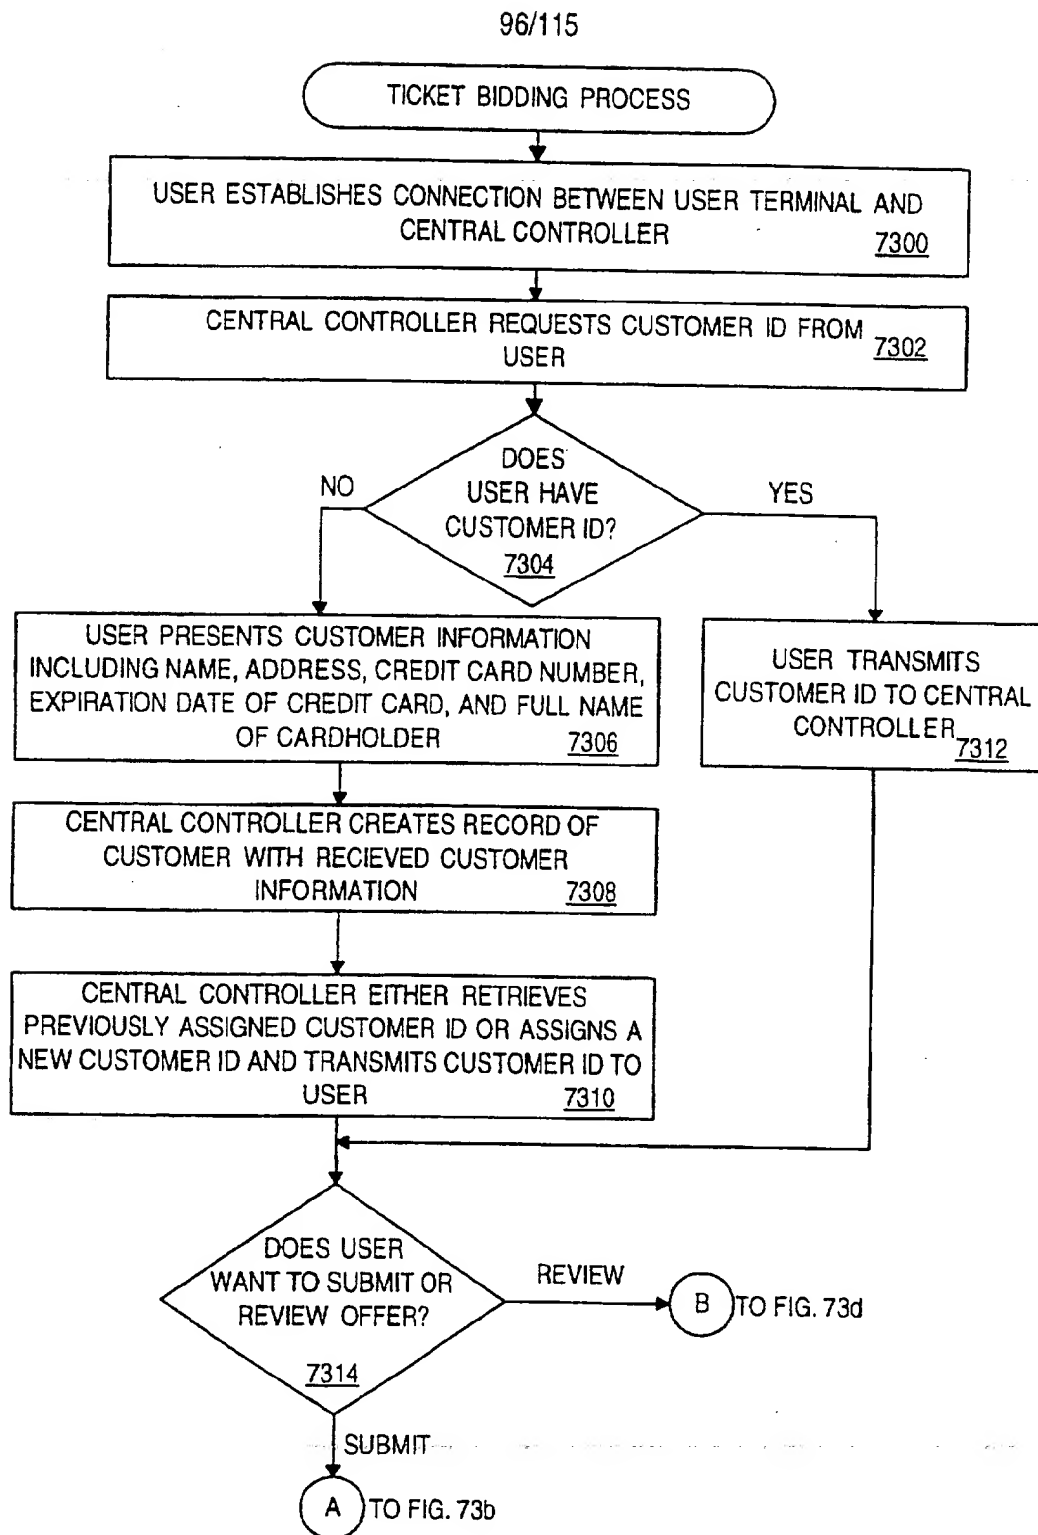 96/115
TICKET BIDDING PROCESS
USER ESTABLISHES CONNECTION BETWEEN USER TERMINAL AND
CENTRAL CONTROLLER 7300
CENTRAL CONTROLLER REQUESTS CUSTOMER ID FROM
USER 7302
DOES
USER HAVE
CUSTOMER ID?
7304
NO
YES
USER PRESENTS CUSTOMER INFORMATION
INCLUDING NAME, ADDRESS, CREDIT CARD NUMBER,
EXPIRATION DATE OF CREDIT CARD, AND FULL NAME
OF CARDHOLDER 7306
USER TRANSMITS
CUSTOMER ID TO CENTRAL
CONTROLLER 7312
CENTRAL CONTROLLER CREATES RECORD OF
CUSTOMER WITH RECIEVED CUSTOMER
INFORMATION 7308
CENTRAL CONTROLLER EITHER RETRIEVES
PREVIOUSLY ASSIGNED CUSTOMER ID OR ASSIGNS A
NEW CUSTOMER ID AND TRANSMITS CUSTOMER ID TO
USER 7310
DOES USER
WANT TO SUBMIT OR
REVIEW OFFER?
7314
REVIEW
B TO FIG. 73d
SUBMIT
A TO FIG. 73b